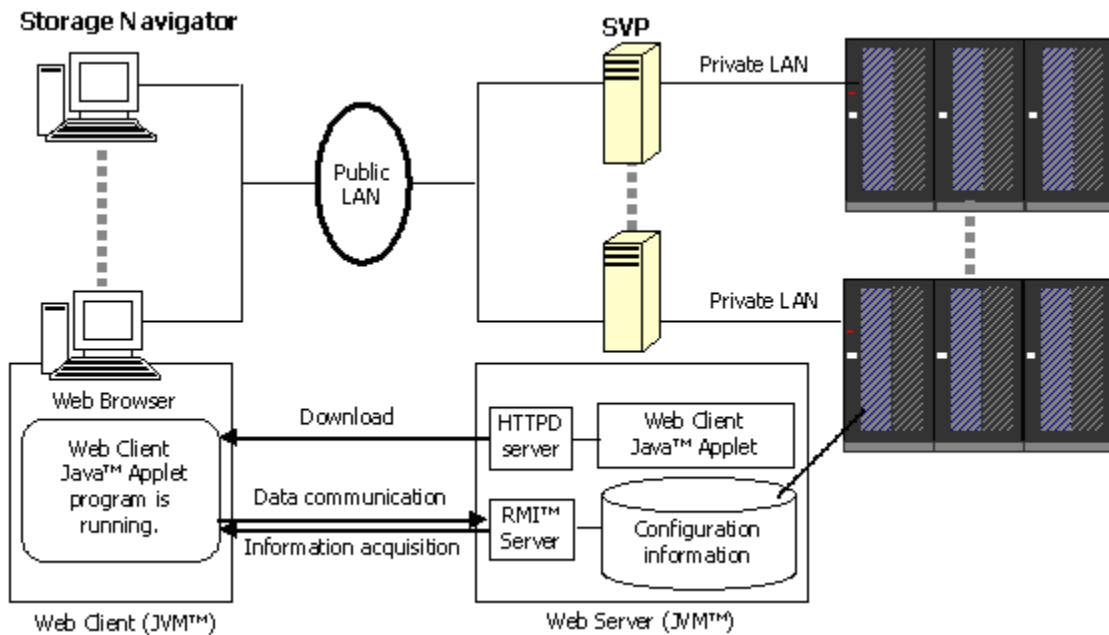 Storage Navigator
SVP
Private LAN
Public
LAN
Private LAN
Web Browser
Web Client
Java™ Applet
program is
running.
Download
HTTPD
server
Web Client
Java™ Applet
Data communication
Information acquisition
RMI™
Server
Configuration
information
Web Client (JVM™)
Web Server (JVM™)